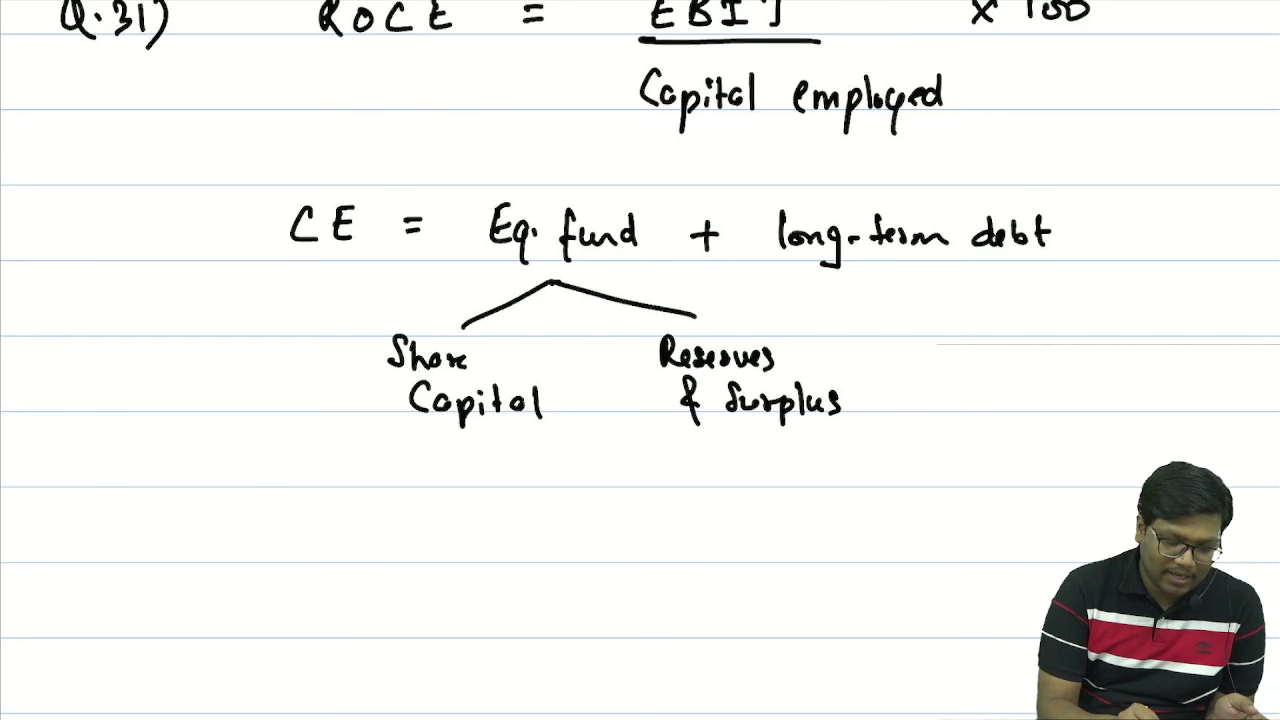 Q.31) ROCE = EBIT x 100
Capital employed
CE = Eq. fund + long-term debt
Share Reserves
Capital & Surplus